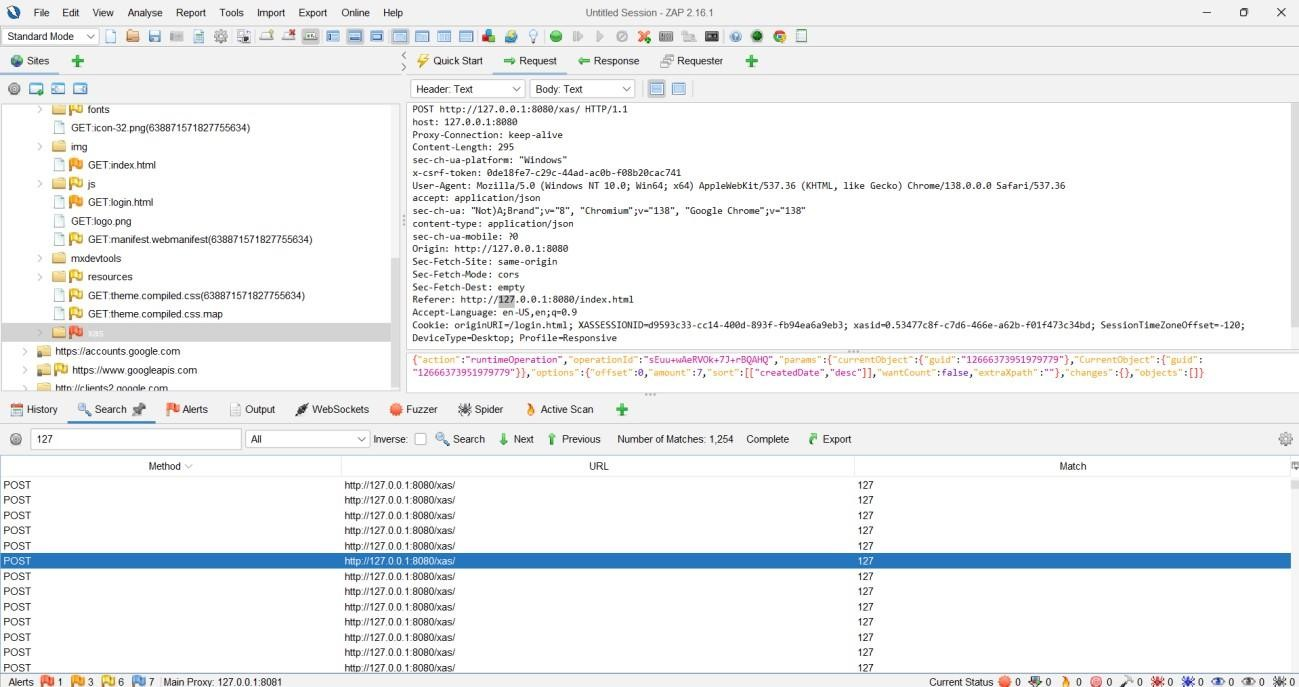 File Edit View Analyse Report Tools Import Export Online Help Untitled Session - ZAP 2.16.1
Standard Mode
Sites Quick Start Request Response Requester
Header: Text Body: Text
fonts
GET:icon-32.png(638871571827755634)
img
GET:index.html
js
GET:login.html
GET:logo.png
GET:manifest.webmanifest(638871571827755634)
mxdevtools
resources
GET:theme.compiled.css(638871571827755634)
GET:theme.compiled.css.map
xas
https://accounts.google.com
https://www.googleapis.com
http://clients2.google.com
POST http://127.0.0.1:8080/xas/ HTTP/1.1
host: 127.0.0.1:8080
Proxy-Connection: keep-alive
Content-Length: 295
sec-ch-ua-platform: "Windows"
x-csrf-token: 0de18fe7-c29c-44ad-ac0b-f08b20cac741
User-Agent: Mozilla/5.0 (Windows NT 10.0; Win64; x64) AppleWebKit/537.36 (KHTML, like Gecko) Chrome/138.0.0.0 Safari/537.36
accept: application/json
sec-ch-ua: "Not)A;Brand";v="8", "Chromium";v="138", "Google Chrome";v="138"
content-type: application/json
sec-ch-ua-mobile: ?0
Origin: http://127.0.0.1:8080
Sec-Fetch-Site: same-origin
Sec-Fetch-Mode: cors
Sec-Fetch-Dest: empty
Referer: http://127.0.0.1:8080/index.html
Accept-Language: en-US,en;q=0.9
Cookie: originURI=/login.html; XASSESSIONID=d9593c33-cc14-400d-893f-fb94ea6a9eb3; xasid=0.53477c8f-c7d6-466e-a62b-f01f473c34bd; SessionTimeZoneOffset=-120;
DeviceType=Desktop; Profile=Responsive
{"action":"runtimeOperation","operationId":"sEuu+wAeRVOk+7J+rBQAHQ","params":{"currentObject":{"guid":"12666373951979779"},"CurrentObject":{"guid":
"12666373951979779"}},"options":{"offset":0,"amount":7,"sort":[["createdDate","desc"]],"wantCount":false,"extraXpath":""},"changes":{},"objects":[]}
History Search Alerts Output WebSockets Fuzzer Spider Active Scan
127 All Inverse: Search Next Previous Number of Matches: 1,254 Complete Export
Method URL Match
POST http://127.0.0.1:8080/xas/ 127
POST http://127.0.0.1:8080/xas/ 127
POST http://127.0.0.1:8080/xas/ 127
POST http://127.0.0.1:8080/xas/ 127
POST http://127.0.0.1:8080/xas/ 127
POST http://127.0.0.1:8080/xas/ 127
POST http://127.0.0.1:8080/xas/ 127
POST http://127.0.0.1:8080/xas/ 127
POST http://127.0.0.1:8080/xas/ 127
POST http://127.0.0.1:8080/xas/ 127
POST http://127.0.0.1:8080/xas/ 127
POST http://127.0.0.1:8080/xas/ 127
POST http://127.0.0.1:8080/xas/ 127
Alerts 1 3 6 7 Main Proxy: 127.0.0.1:8081 Current Status 0 0 0 0 0 0 0 0 0 0